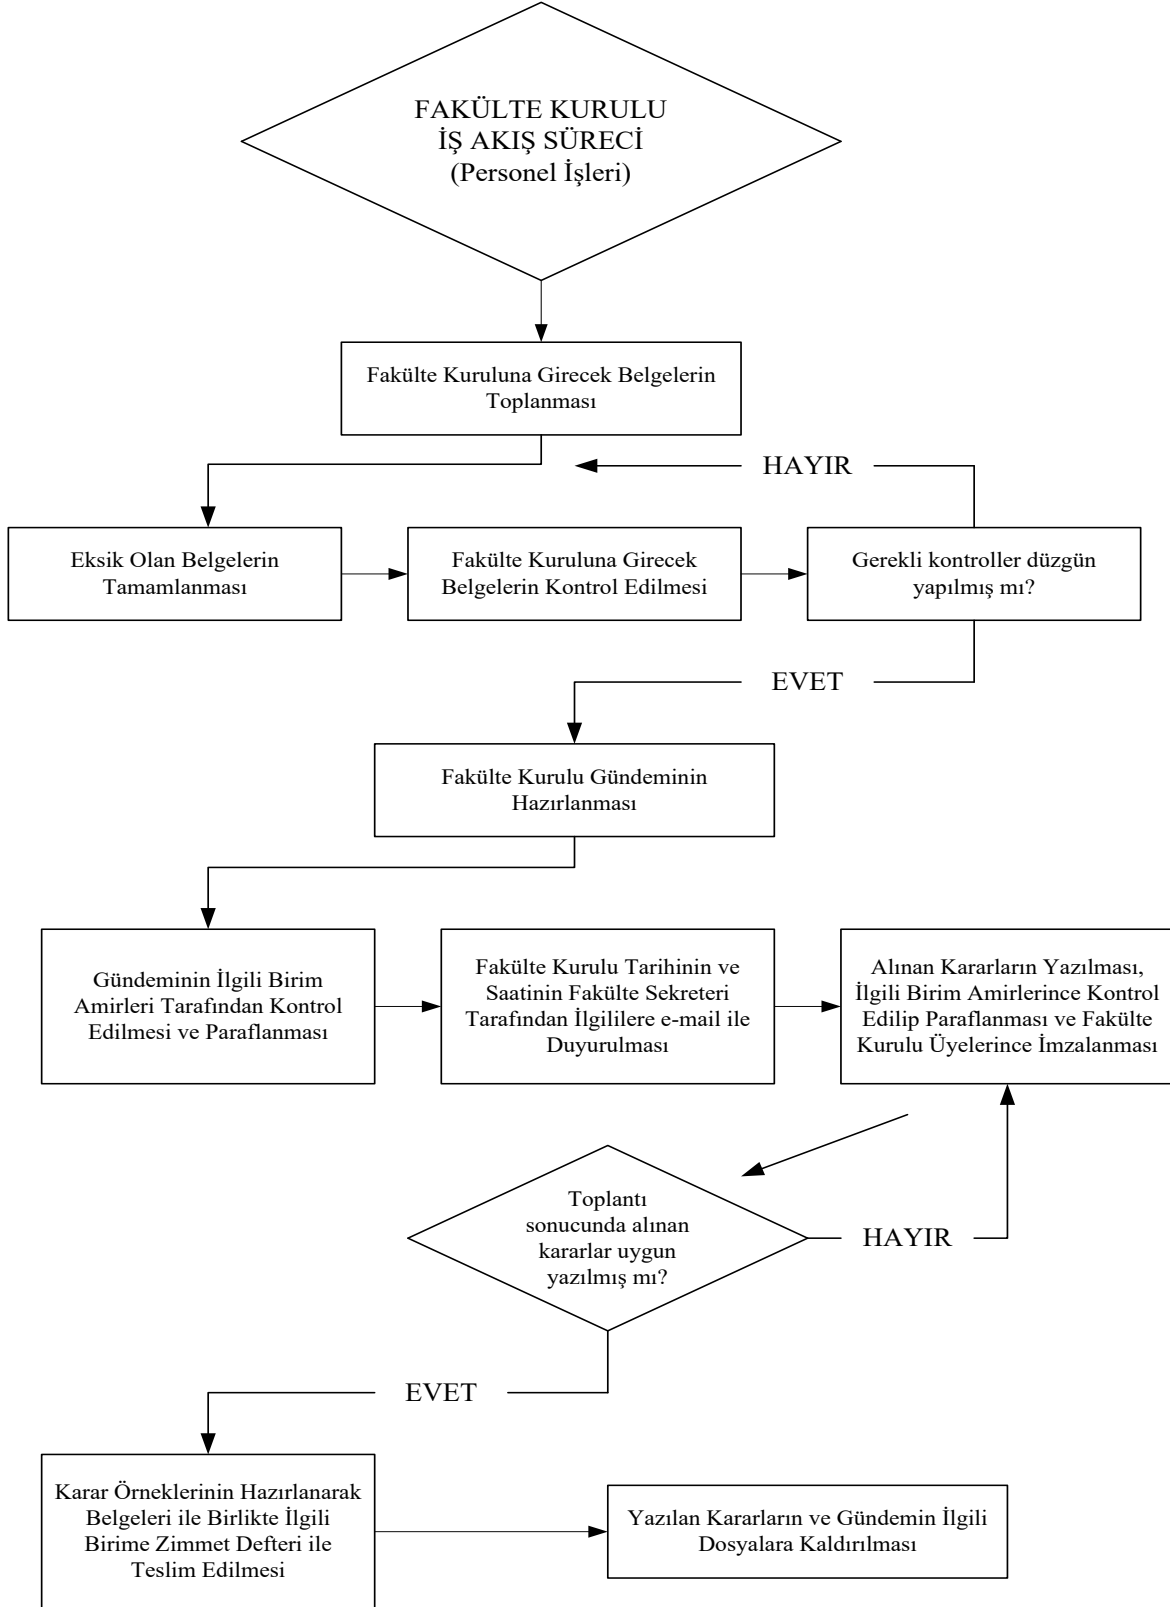 FAKÜLTE KURULU
İŞ AKIŞ SÜRECİ
(Personel İşleri)
Fakülte Kuruluna Girecek Belgelerin
Toplanması
HAYIR
Eksik Olan Belgelerin
Tamamlanması
Fakülte Kuruluna Girecek
Belgelerin Kontrol Edilmesi
Gerekli kontroller düzgün
yapılmış mı?
EVET
Fakülte Kurulu Gündeminin
Hazırlanması
Gündeminin İlgili Birim
Amirleri Tarafından Kontrol
Edilmesi ve Paraflanması
Fakülte Kurulu Tarihinin ve
Saatinin Fakülte Sekreteri
Tarafından İlgililere e-mail ile
Duyurulması
Alınan Kararların Yazılması,
İlgili Birim Amirlerince Kontrol
Edilip Paraflanması ve Fakülte
Kurulu Üyelerince İmzalanması
Toplantı
sonucunda alınan
kararlar uygun
yazılmış mı?
HAYIR
EVET
Karar Örneklerinin Hazırlanarak
Belgeleri ile Birlikte İlgili
Birime Zimmet Defteri ile
Teslim Edilmesi
Yazılan Kararların ve Gündemin İlgili
Dosyalara Kaldırılması